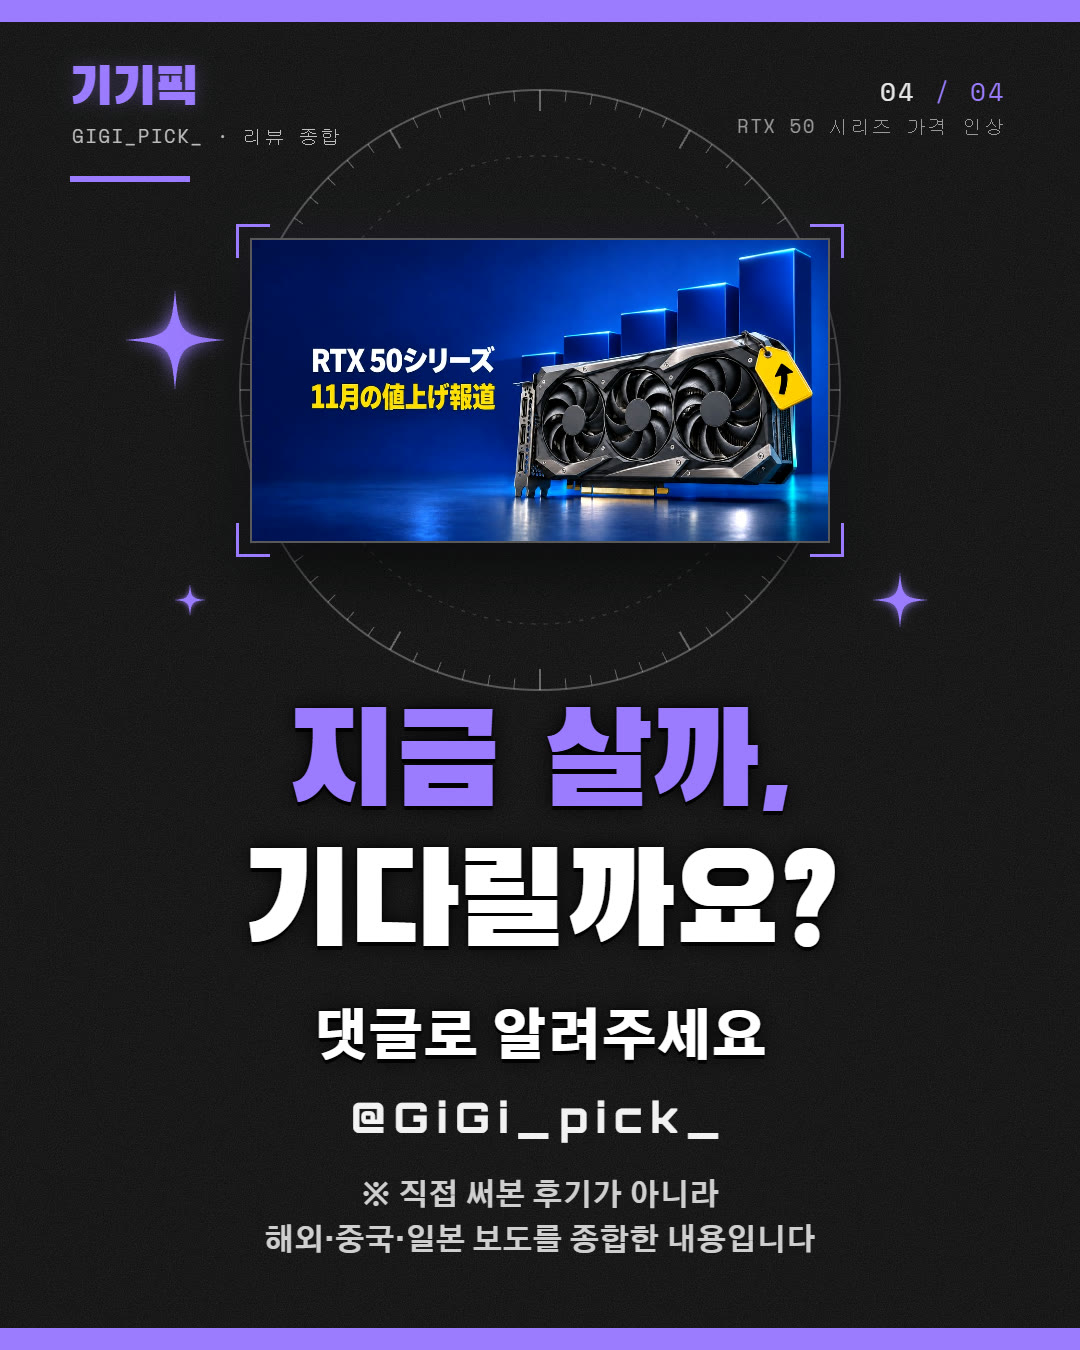 기기픽
GIGI_PICK_ · 리뷰 종합
04 / 04
RTX 50 시리즈 가격 인상
RTX 50シリーズ
11月の値上げ報道
지금 살까,
기다릴까요?
댓글로 알려주세요
@GiGi_pick_
※ 직접 써본 후기가 아니라
해외·중국·일본 보도를 종합한 내용입니다